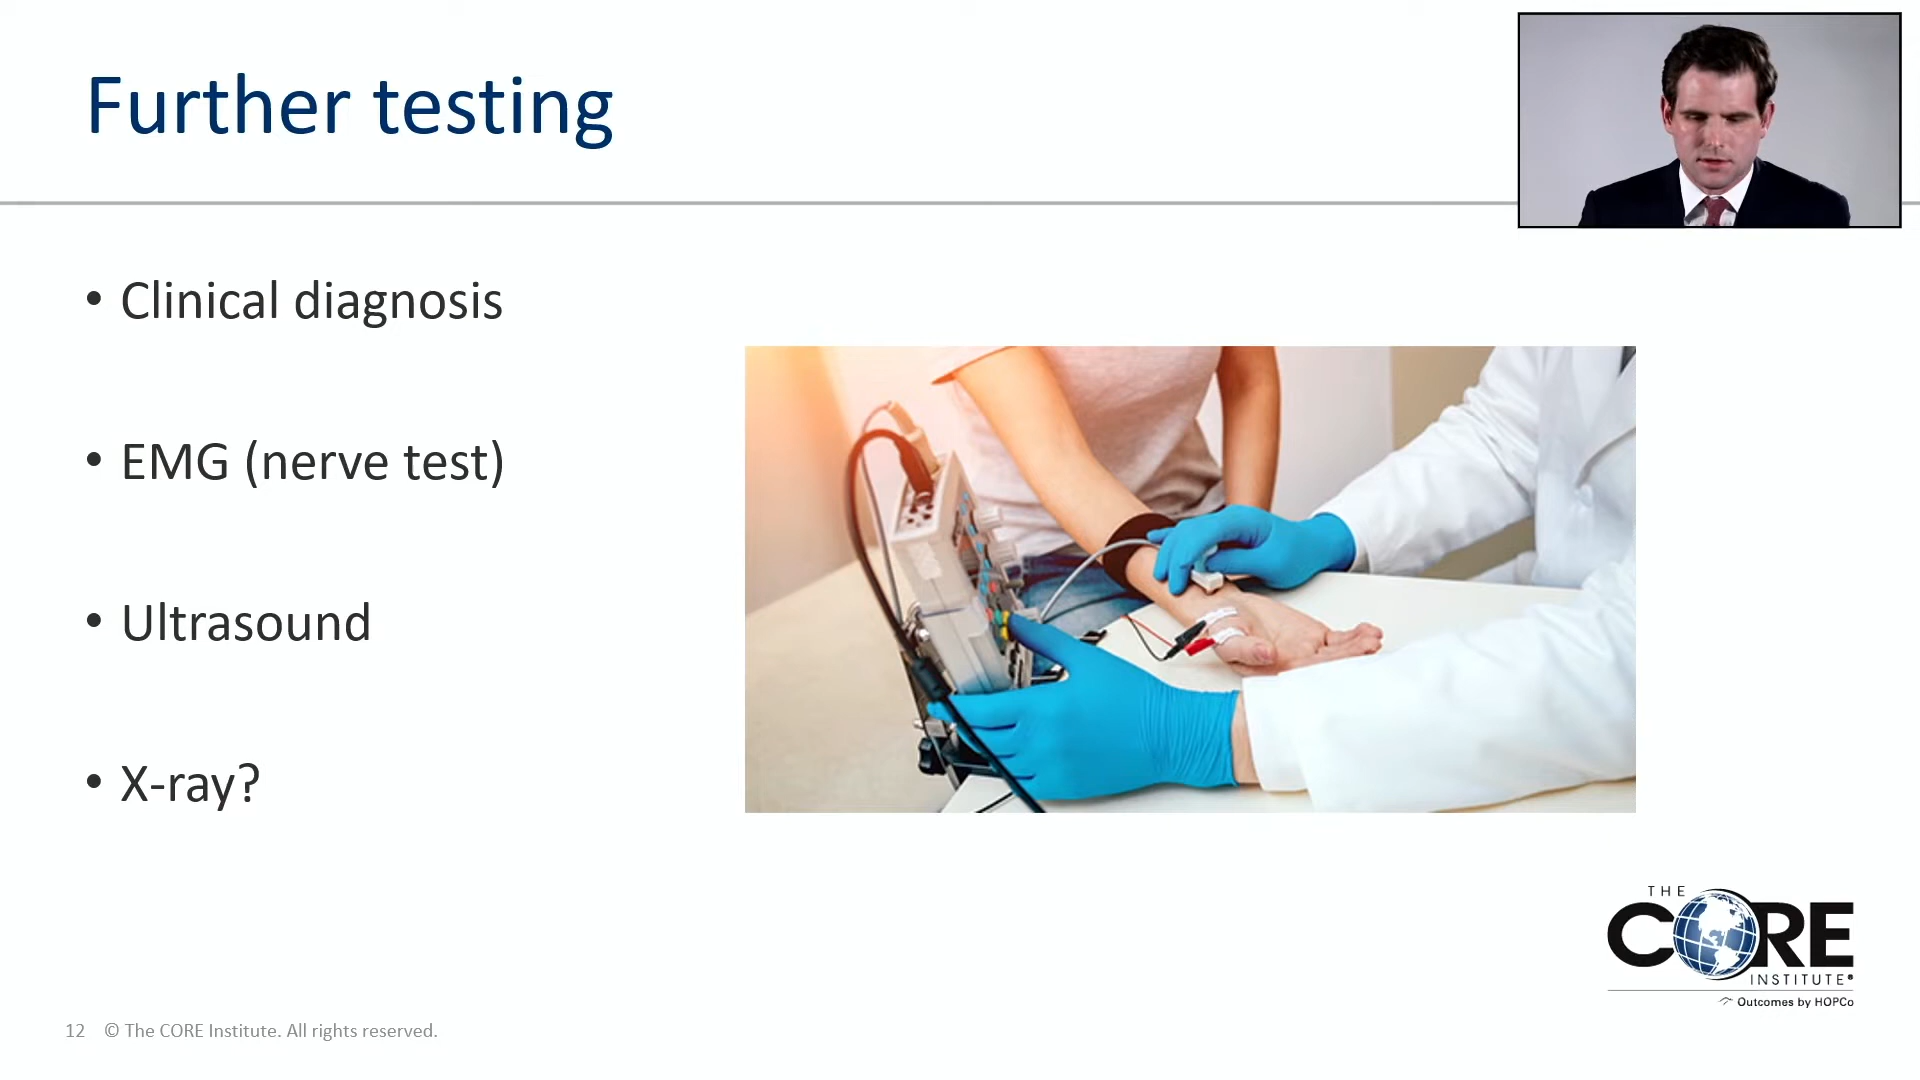 Further testing
• Clinical diagnosis
• EMG (nerve test)
• Ultrasound
• X-ray?
THE
CORE
INSTITUTE®
Outcomes by HOPCo
12 © The CORE Institute. All rights reserved.